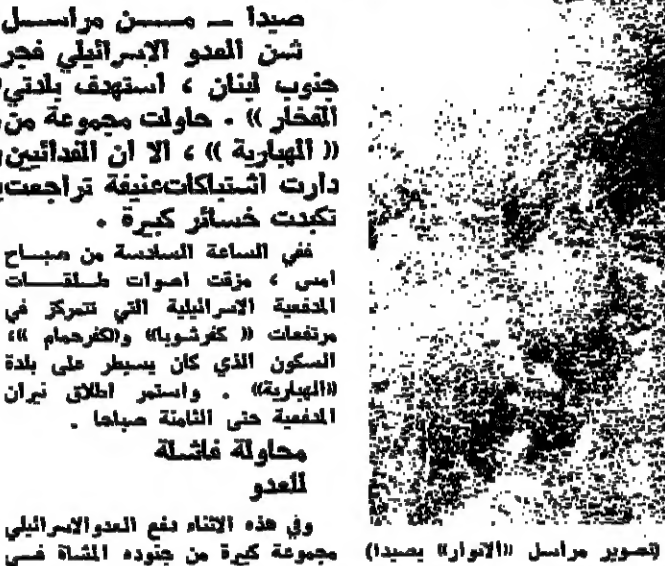 صيدا — مــن مراســل
شن العدو الاسرائيلي فجر
جنوب لبنان ، استهدف بلدتي
الفخار )) . حاولت مجموعة من
(( الهبارية )) ، الا ان الفدائيين
دارت اشتباكات عنيفة تراجعت
تكبدت خسائر كبيرة .
ففي الساعة السادسة من صباح
امس ، مزقت اصوات طلقات
المدفعية الاسرائيلية التي تتمركز في
مرتفعات (( كفرشوبا)) و((كفرحمام ))،
السكون الذي كان يسيطر على بلدة
((الهبارية)) . واستمر اطلاق نيران
المدفعية حتى الثامنة صباحا .
محاولة فاشلة
للعدو
وفي هذه الاثناء دفع العدو الاسرائيلي
مجموعة كبيرة من جنوده المشاة فــي
(تصوير مراسل ((الانوار)) بصيدا)